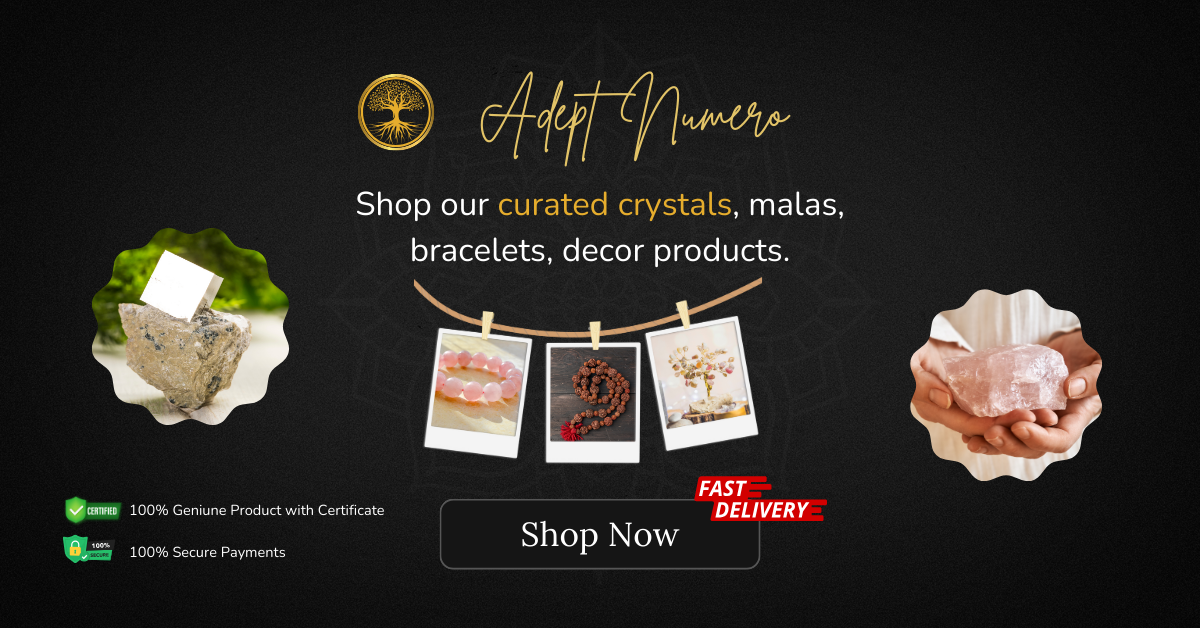 Adept Numero
Shop our curated crystals, malas,
bracelets, decor products.
FAST
DELIVERY
Shop Now
CERTIFIED
100% Geniune Product with Certificate
100%
SECURE
100% Secure Payments